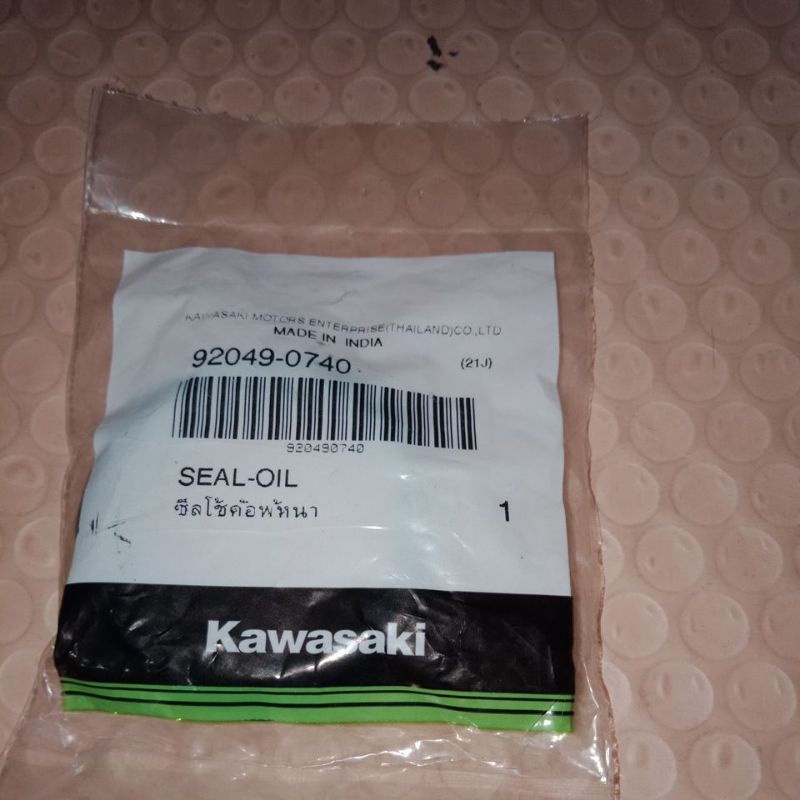 KAWASAKI MOTORS ENTERPRISE(THAILAND)CO.,LTD
MADE IN INDIA
92049-0740 (21J)
920490740
SEAL-OIL
ซีลโช้คอัพหน้า 1
Kawasaki